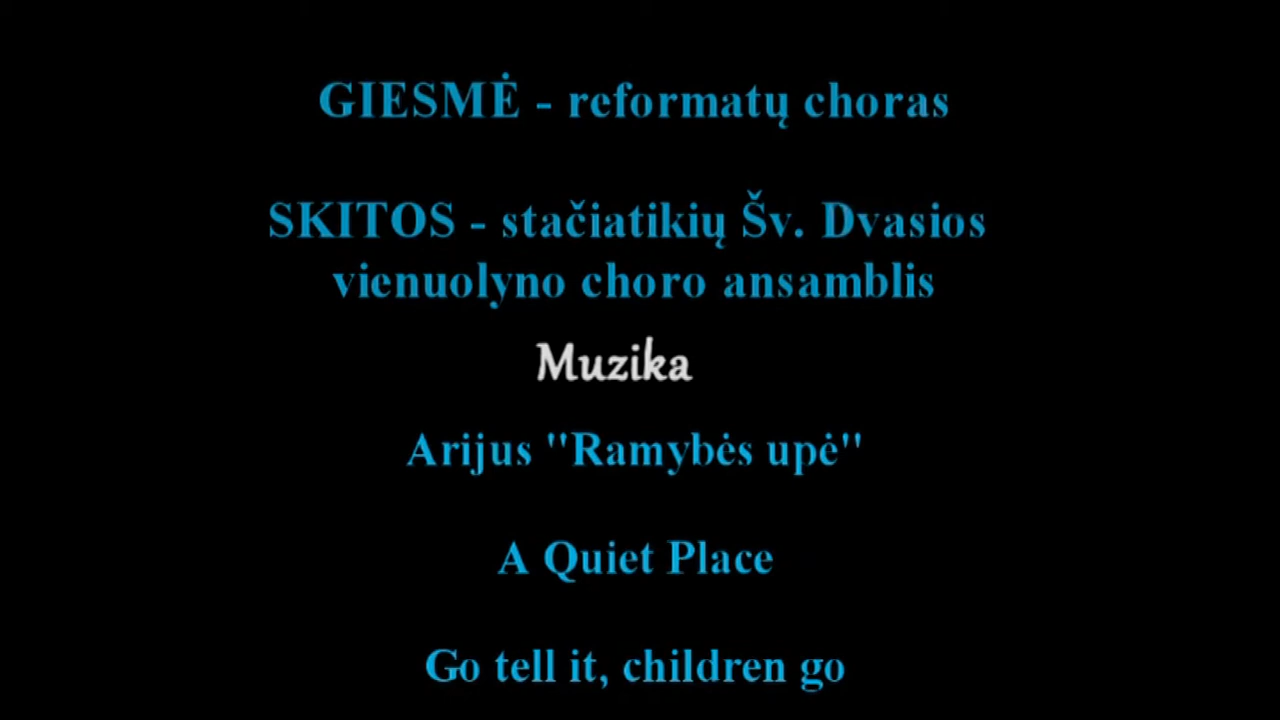 GIESMĖ - reformatų choras
SKITOS - stačiatikių Šv. Dvasios
vienuolyno choro ansamblis
Muzika
Arijus "Ramybės upė"
A Quiet Place
Go tell it, children go